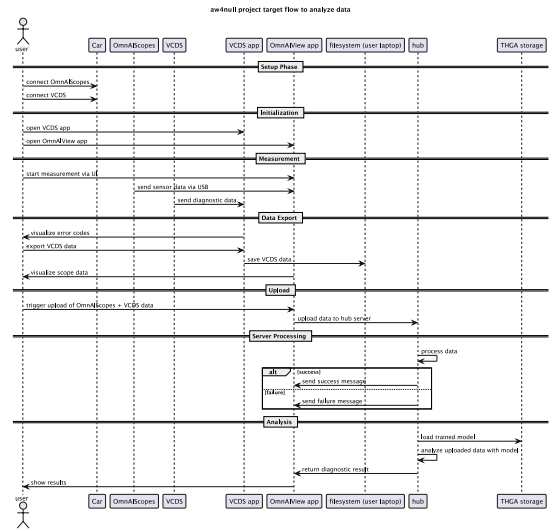 aw4null project target flow to analyze data
user
Car
OmnAIScopes
VCDS
VCDS app
OmnAIView app
filesystem (user laptop)
hub
THGA storage
Setup Phase
connect OmnAIScopes
connect VCDS
Initialization
open VCDS app
open OmnAIView app
Measurement
start measurement via UI
send sensor data via USB
send diagnostic data
Data Export
visualize error codes
export VCDS data
save VCDS data
visualize scope data
Upload
trigger upload of OmnAIScopes + VCDS data
upload data to hub server
Server Processing
process data
alt [success]
send success message
[failure]
send failure message
Analysis
load trained model
analyze uploaded data with model
return diagnostic result
show results
user
Car
OmnAIScopes
VCDS
VCDS app
OmnAIView app
filesystem (user laptop)
hub
THGA storage